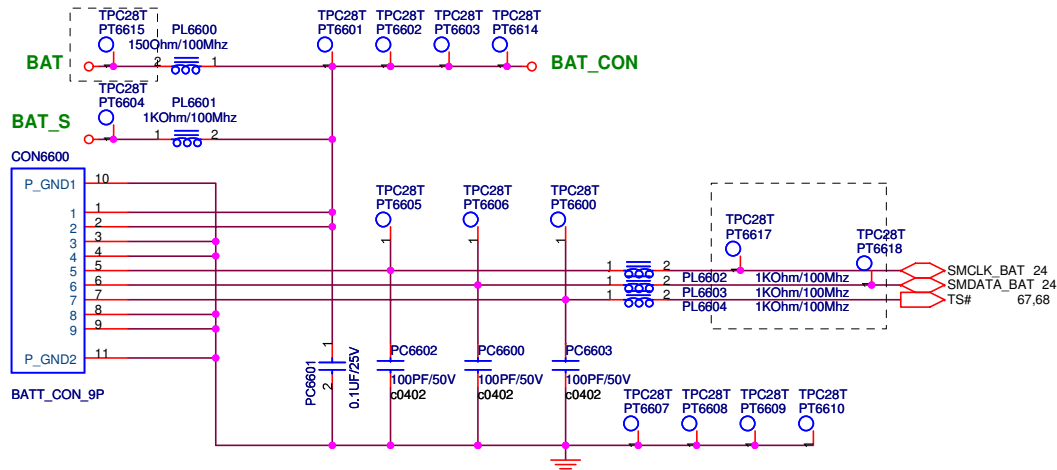 TPC28T
PT6615
PL6600
150Ohm/100Mhz
2
1
BAT
TPC28T
PT6601
TPC28T
PT6602
TPC28T
PT6603
TPC28T
PT6614
BAT_CON
TPC28T
PT6604
PL6601
1KOhm/100Mhz
1
2
BAT_S
CON6600
P_GND1 10
1 1
2 2
3 3
4 4
5 5
6 6
7 7
8 8
9 9
P_GND2 11
BATT_CON_9P
TPC28T
PT6605
1
TPC28T
PT6606
1
TPC28T
PT6600
1
TPC28T
PT6617
TPC28T
PT6618
1 2
1 2
1 2
PL6602 1KOhm/100Mhz
PL6603 1KOhm/100Mhz
PL6604 1KOhm/100Mhz
SMCLK_BAT 24
SMDATA_BAT 24
TS# 67,68
1
2
PC6601
0.1UF/25V
PC6602
100PF/50V
c0402
PC6600
100PF/50V
c0402
PC6603
100PF/50V
c0402
TPC28T
PT6607
TPC28T
PT6608
TPC28T
PT6609
TPC28T
PT6610